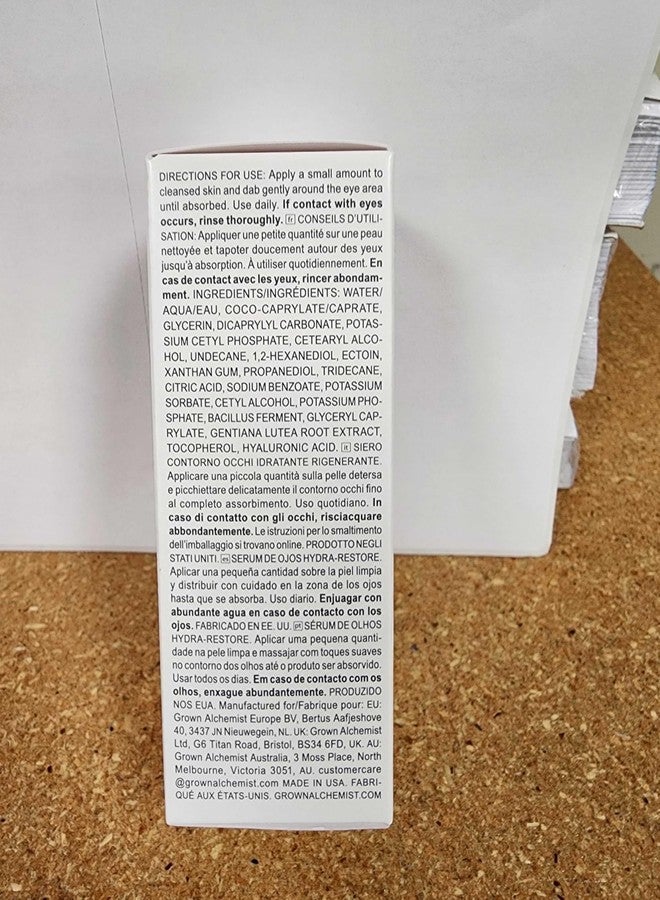 DIRECTIONS FOR USE: Apply a small amount to
cleansed skin and dab gently around the eye area
until absorbed. Use daily. If contact with eyes
occurs, rinse thoroughly. fr CONSEILS D'UTILI-
SATION: Appliquer une petite quantité sur une peau
nettoyée et tapoter doucement autour des yeux
jusqu'à absorption. À utiliser quotidiennement. En
cas de contact avec les yeux, rincer abondam-
ment. INGREDIENTS/INGRÉDIENTS: WATER/
AQUA/EAU, COCO-CAPRYLATE/CAPRATE,
GLYCERIN, DICAPRYLYL CARBONATE, POTAS-
SIUM CETYL PHOSPHATE, CETEARYL ALCO-
HOL, UNDECANE, 1,2-HEXANEDIOL, ECTOIN,
XANTHAN GUM, PROPANEDIOL, TRIDECANE,
CITRIC ACID, SODIUM BENZOATE, POTASSIUM
SORBATE, CETYL ALCOHOL, POTASSIUM PHO-
SPHATE, BACILLUS FERMENT, GLYCERYL CAP-
RYLATE, GENTIANA LUTEA ROOT EXTRACT,
TOCOPHEROL, HYALURONIC ACID. it SIERO
CONTORNO OCCHI IDRATANTE RIGENERANTE.
Applicare una piccola quantità sulla pelle detersa
e picchiettare delicatamente il contorno occhi fino
al completo assorbimento. Uso quotidiano. In
caso di contatto con gli occhi, risciacquare
abbondantemente. Le istruzioni per lo smaltimento
dell'imballaggio si trovano online. PRODOTTO NEGLI
STATI UNITI. es SERUM DE OJOS HYDRA-RESTORE.
Aplicar una pequeña cantidad sobre la piel limpia
y distribuir con cuidado en la zona de los ojos
hasta que se absorba. Uso diario. Enjuagar con
abundante agua en caso de contacto con los
ojos. FABRICADO EN EE. UU. pt SÉRUM DE OLHOS
HYDRA-RESTORE. Aplicar uma pequena quanti-
dade na pele limpa e massajar com toques suaves
no contorno dos olhos até o produto ser absorvido.
Usar todos os dias. Em caso de contacto com os
olhos, enxague abundantemente. PRODUZIDO
NOS EUA. Manufactured for/Fabrique pour: EU:
Grown Alchemist Europe BV, Bertus Aafjeshove
40, 3437 JN Nieuwegein, NL. UK: Grown Alchemist
Ltd, G6 Titan Road, Bristol, BS34 6FD, UK. AU:
Grown Alchemist Australia, 3 Moss Place, North
Melbourne, Victoria 3051, AU. customercare
@grownalchemist.com MADE IN USA. FABRI-
QUÉ AUX ÉTATS-UNIS. GROWNALCHEMIST.COM